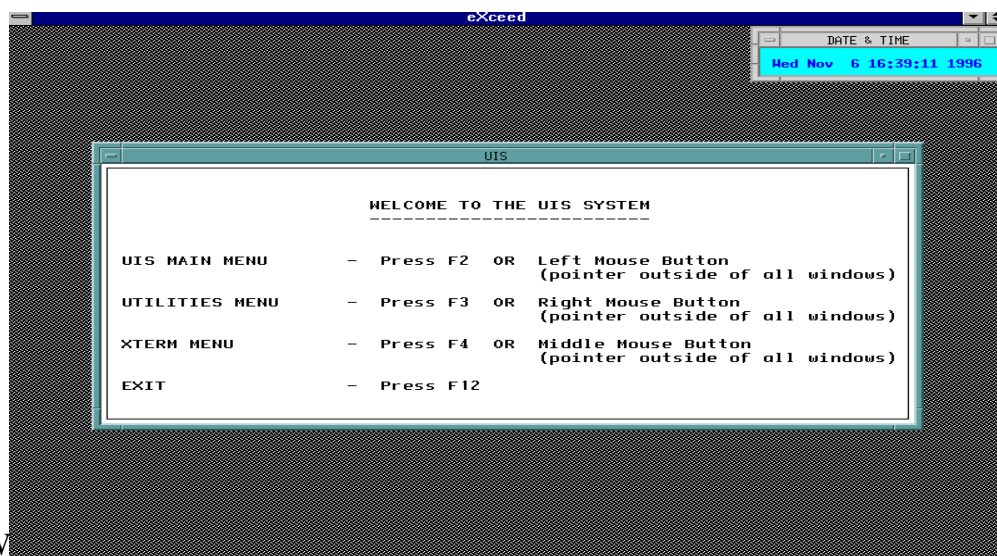 eXceed
DATE & TIME
Wed Nov 6 16:39:11 1996
UIS
WELCOME TO THE UIS SYSTEM
--------------------------
UIS MAIN MENU - Press F2 OR Left Mouse Button
(pointer outside of all windows)
UTILITIES MENU - Press F3 OR Right Mouse Button
(pointer outside of all windows)
XTERM MENU - Press F4 OR Middle Mouse Button
(pointer outside of all windows)
EXIT - Press F12